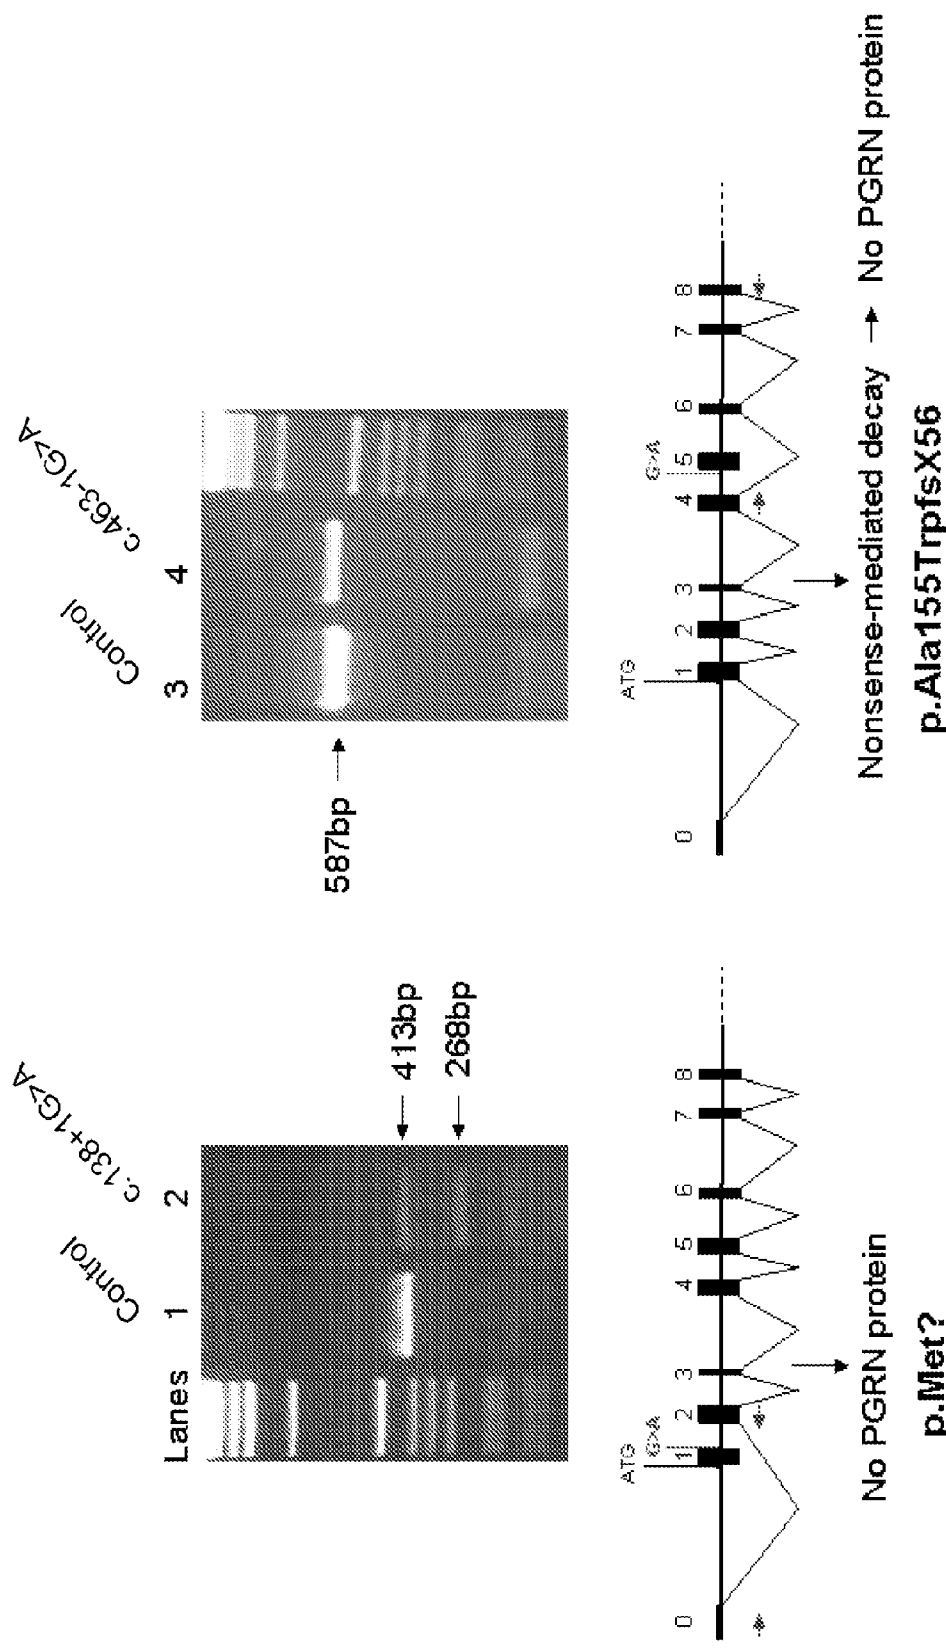 c.138+1G>A
Control
Lanes 1 2
413bp
268bp
ATG
G>A
0 1 2 3 4 5 6 7 8
No PGRN protein
p.Met?
c.463-1G>A
Control
3 4
587bp
ATG
G>A
0 1 2 3 4 5 6 7 8
Nonsense-mediated decay → No PGRN protein
p.Ala155TrpfsX56